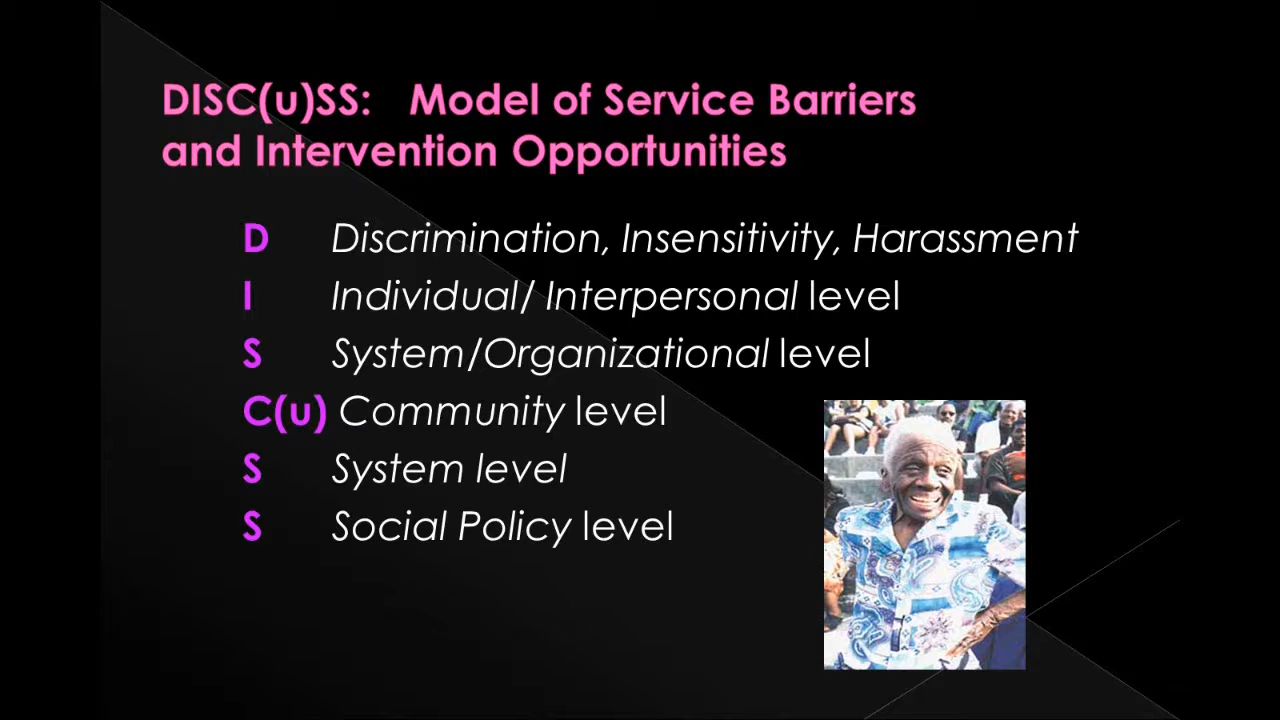 DISC(u)SS: Model of Service Barriers
and Intervention Opportunities
D Discrimination, Insensitivity, Harassment
I Individual/ Interpersonal level
S System/Organizational level
C(u) Community level
S System level
S Social Policy level